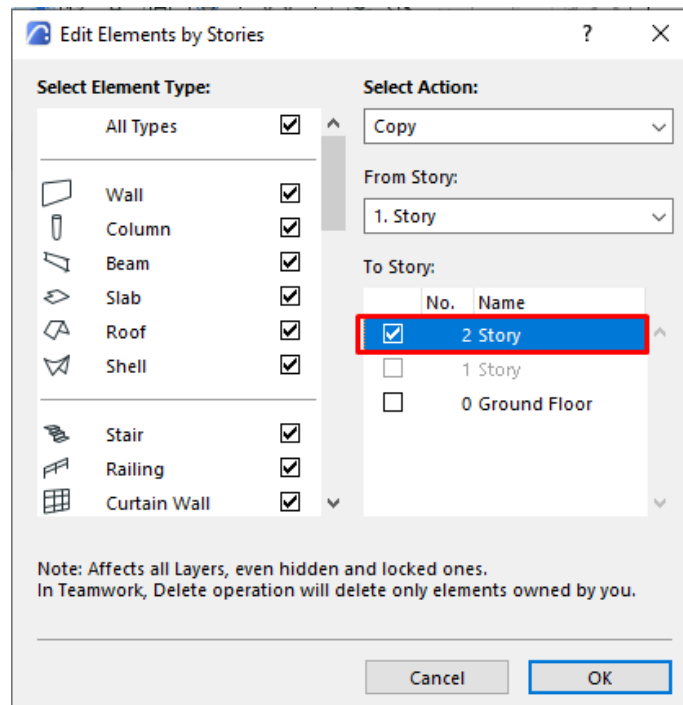 Edit Elements by Stories
Select Element Type:
All Types
Wall
Column
Beam
Slab
Roof
Shell
Stair
Railing
Curtain Wall
Select Action:
Copy
From Story:
1. Story
To Story:
No. Name
2 Story
1 Story
0 Ground Floor
Note: Affects all Layers, even hidden and locked ones.
In Teamwork, Delete operation will delete only elements owned by you.
Cancel OK